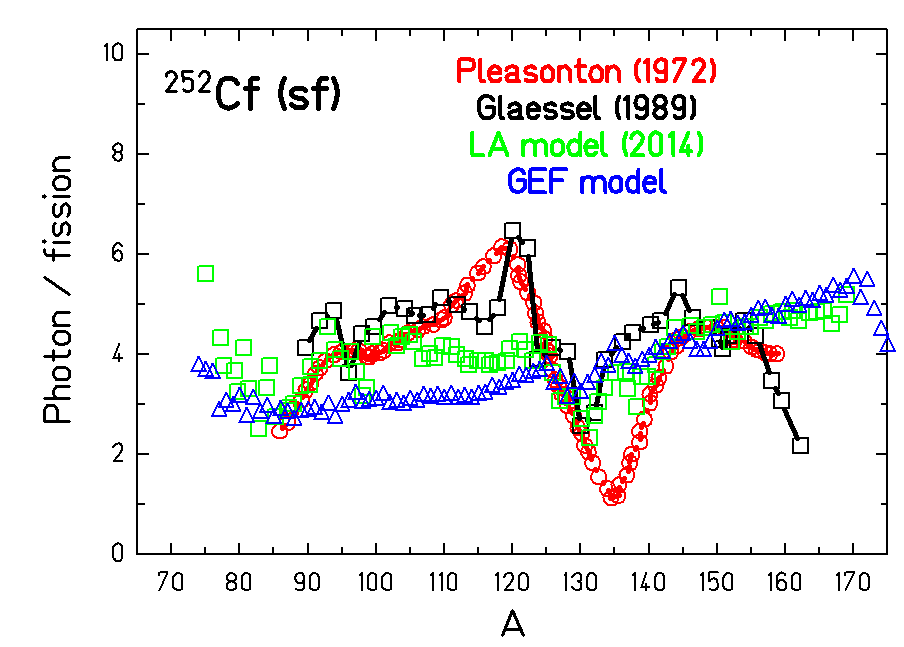 ²⁵²Cf (sf)
Pleasonton (1972)
Glaessel (1989)
LA model (2014)
GEF model
Photon / fission
10
8
6
4
2
0
70 80 90 100 110 120 130 140 150 160 170
A